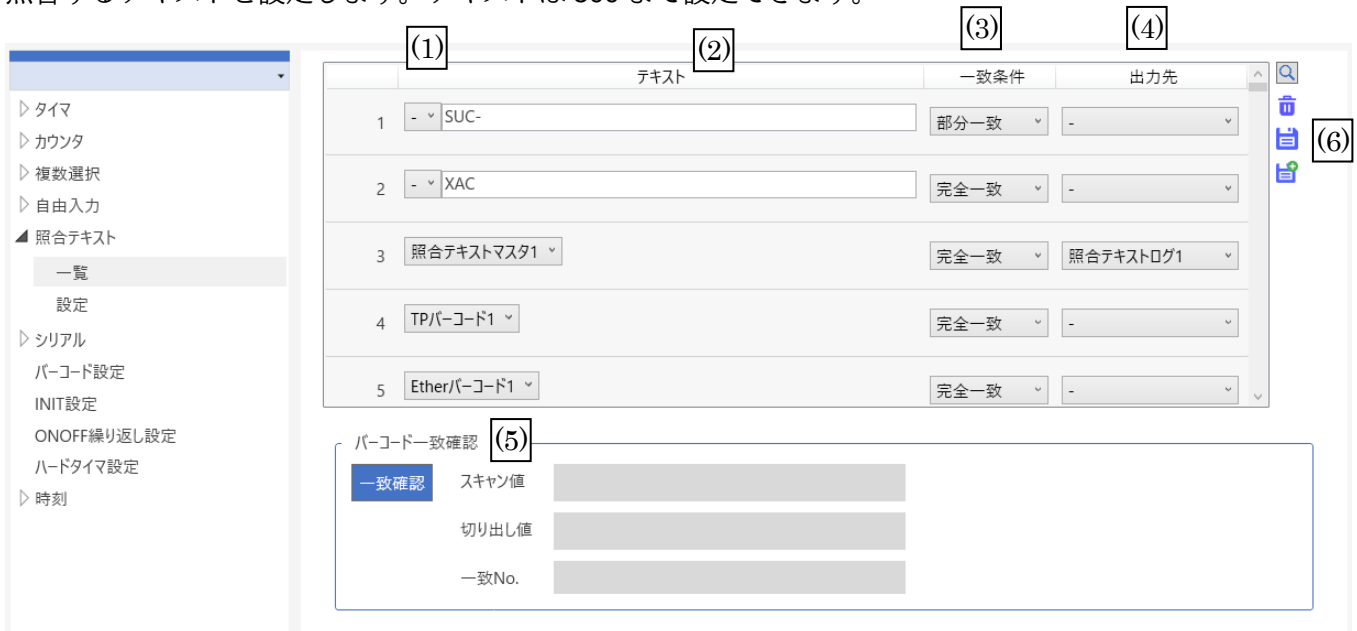 照合するテキストを設定します。テキストは 300 まで設定できます。
(1)
(2)
(3)
(4)
テキスト
一致条件
出力先
1
-
SUC-
部分一致
-
2
-
XAC
完全一致
-
3
照合テキストマスタ1
完全一致
照合テキストログ1
4
TPバーコード1
完全一致
-
5
Etherバーコード1
完全一致
-
(6)
タイマ
カウンタ
複数選択
自由入力
照合テキスト
一覧
設定
シリアル
バーコード設定
INIT設定
ONOFF繰り返し設定
ハードタイマ設定
時刻
バーコード一致確認
(5)
一致確認
スキャン値
切り出し値
一致No.